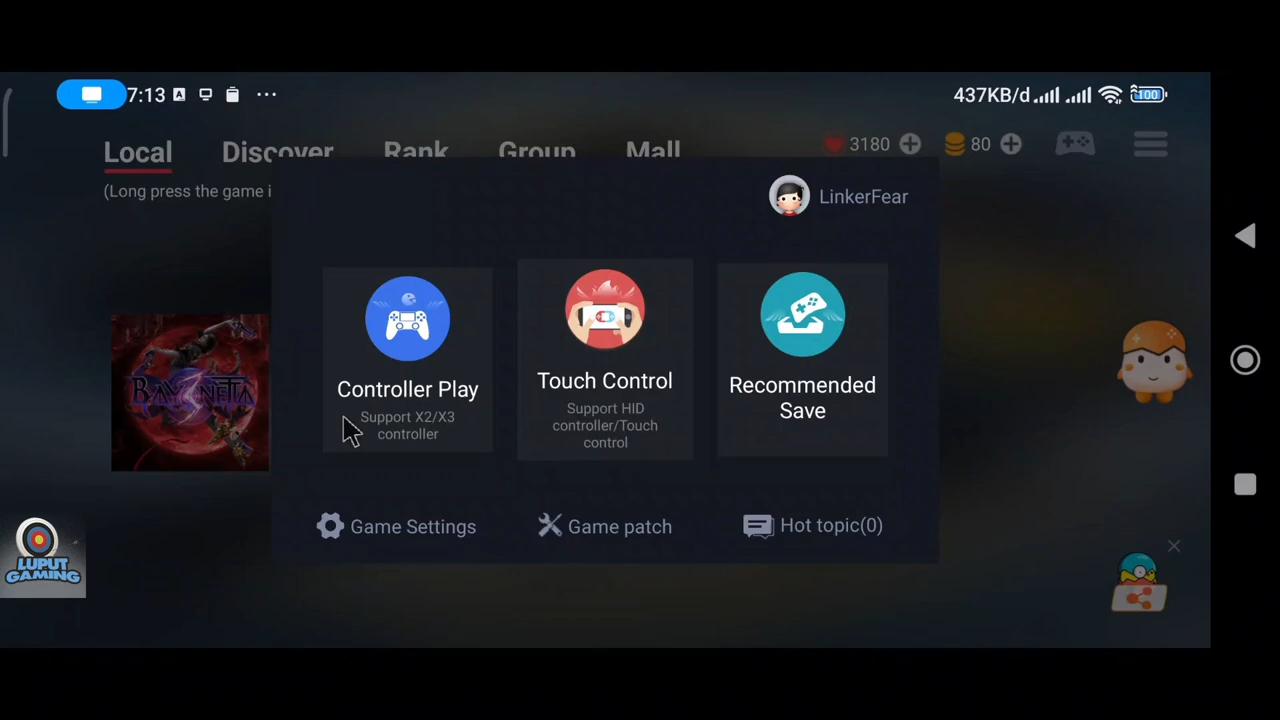 7:13
437KB/d
100
Local Discover Rank Group Mall
3180
80
(Long press the game i
LinkerFear
BAYONETTA
3
Controller Play
Support X2/X3
controller
Touch Control
Support HID
controller/Touch
control
Recommended
Save
Game Settings
Game patch
Hot topic(0)
LUPUT
GAMING